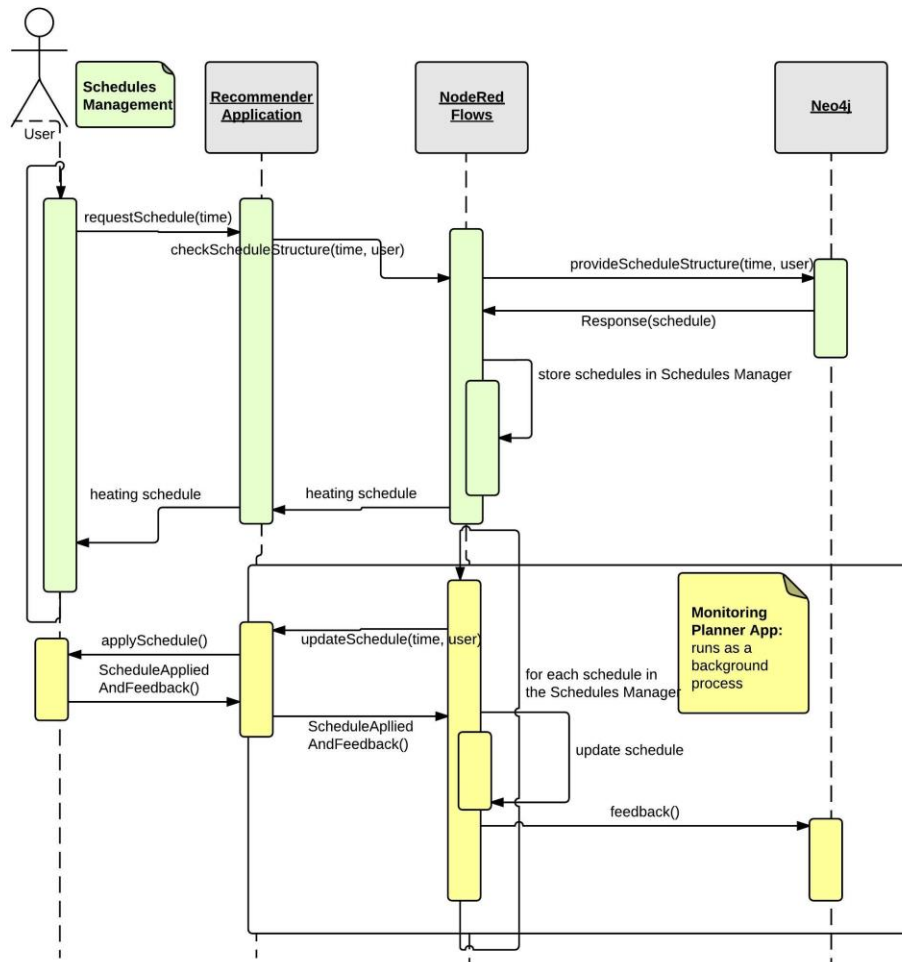 Schedules
Management
Recommender
Application
NodeRed
Flows
Neo4j
User
requestSchedule(time)
checkScheduleStructure(time, user)
provideScheduleStructure(time, user)
Response(schedule)
store schedules in Schedules Manager
heating schedule
heating schedule
Monitoring
Planner App:
runs as a
background
process
updateSchedule(time, user)
applySchedule()
for each schedule in
the Schedules Manager
ScheduleApplied
AndFeedback()
ScheduleApllied
AndFeedback()
update schedule
feedback()